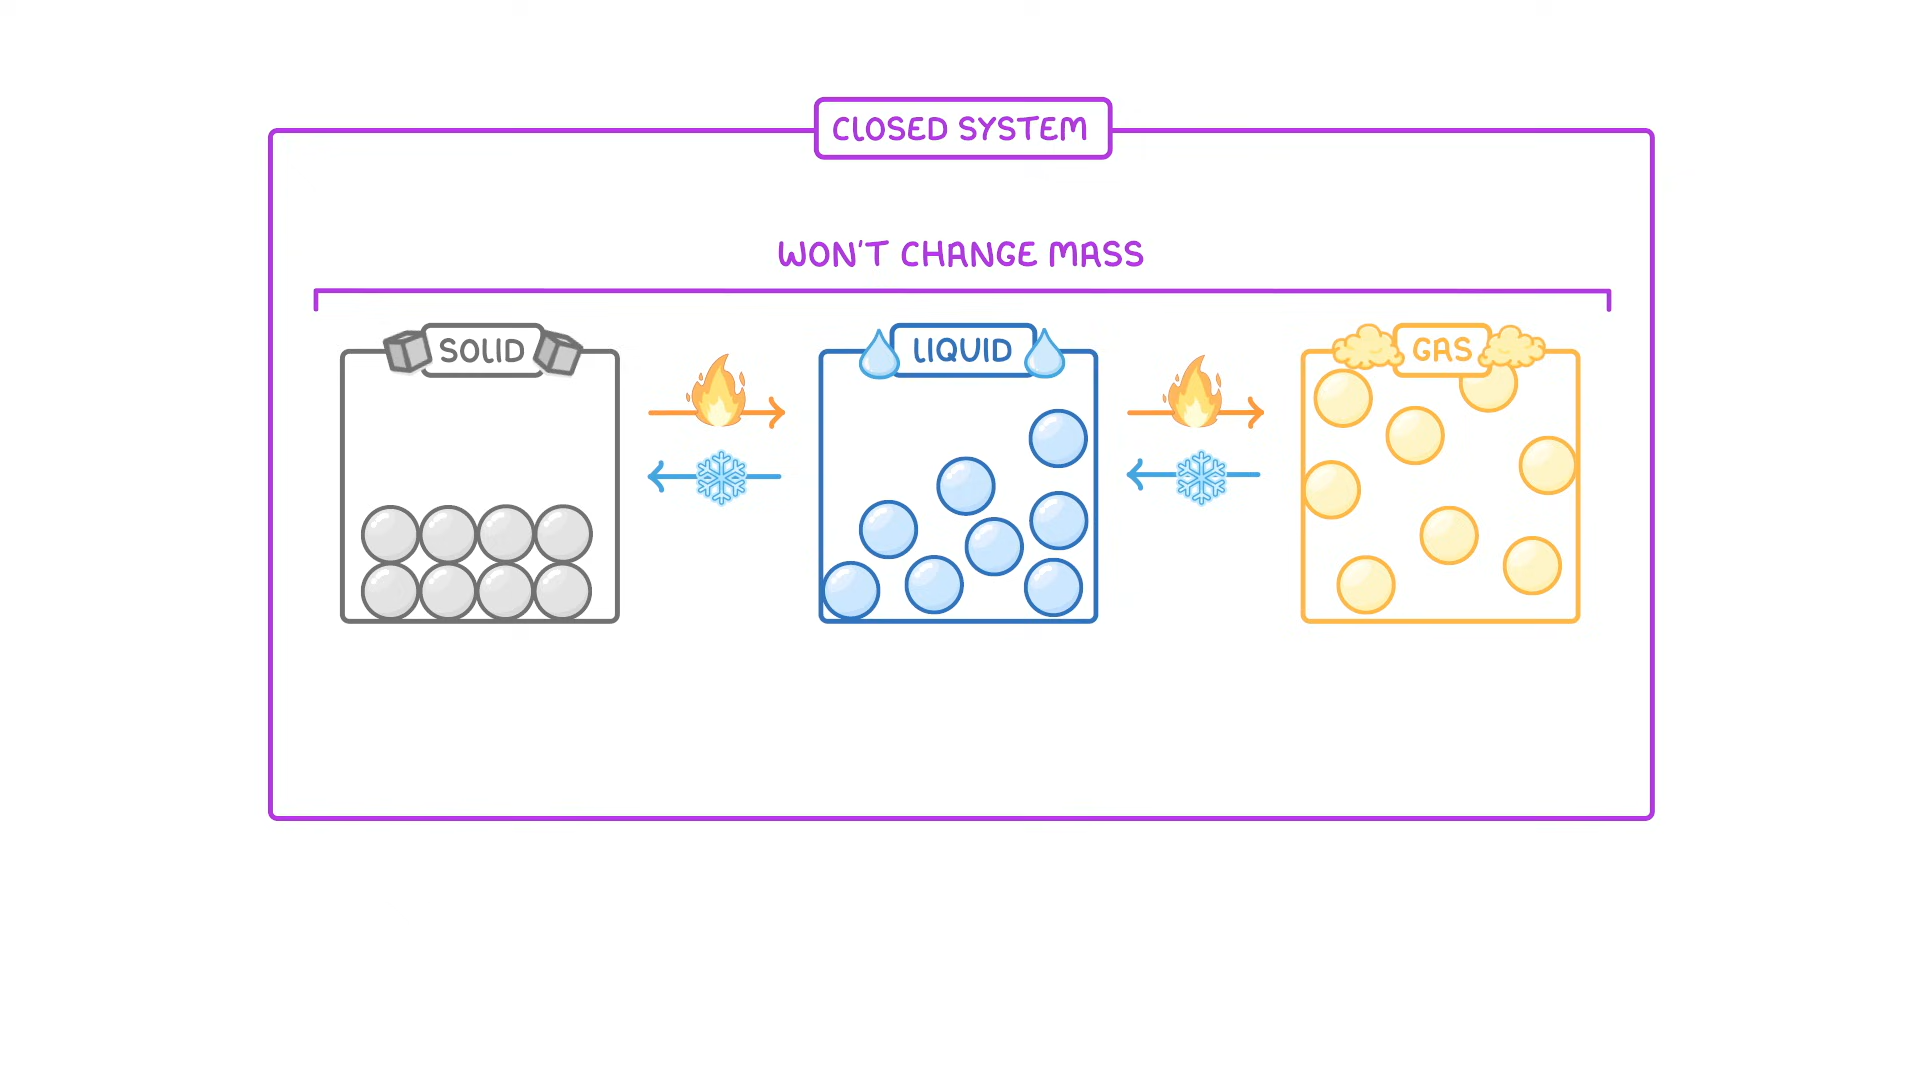 CLOSED SYSTEM
WON'T CHANGE MASS
SOLID
LIQUID
GAS